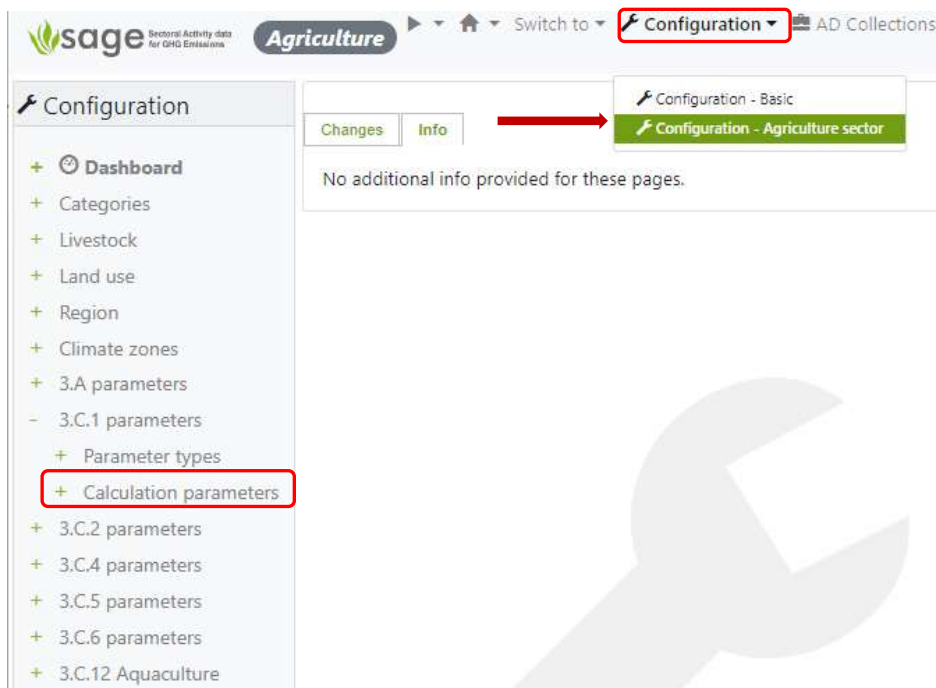 sage Sectoral Activity data for GHG Emissions Agriculture Switch to Configuration AD Collections
Configuration - Basic
Configuration - Agriculture sector
Configuration
Dashboard
Categories
Livestock
Land use
Region
Climate zones
3.A parameters
3.C.1 parameters
Parameter types
Calculation parameters
3.C.2 parameters
3.C.4 parameters
3.C.5 parameters
3.C.6 parameters
3.C.12 Aquaculture
Changes Info
No additional info provided for these pages.